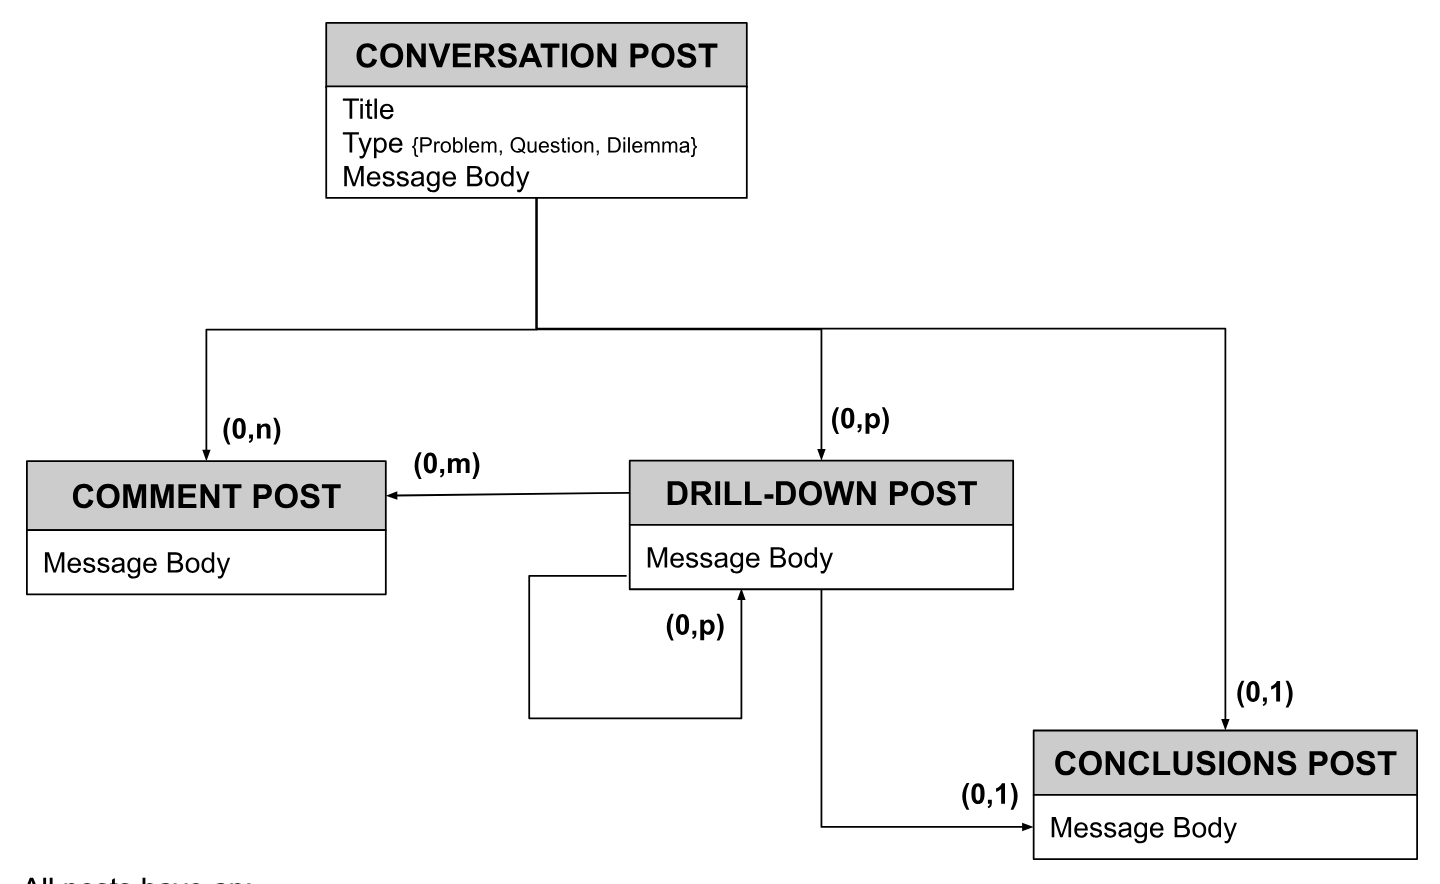 CONVERSATION POST
Title
Type {Problem, Question, Dilemma}
Message Body
(0,n)
(0,p)
(0,m)
COMMENT POST
Message Body
DRILL-DOWN POST
Message Body
(0,p)
(0,1)
(0,1)
CONCLUSIONS POST
Message Body
All posts have an